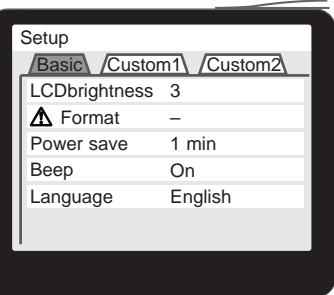 Setup
Basic Custom1 Custom2
LCDbrightness 3
Format –
Power save 1 min
Beep On
Language English